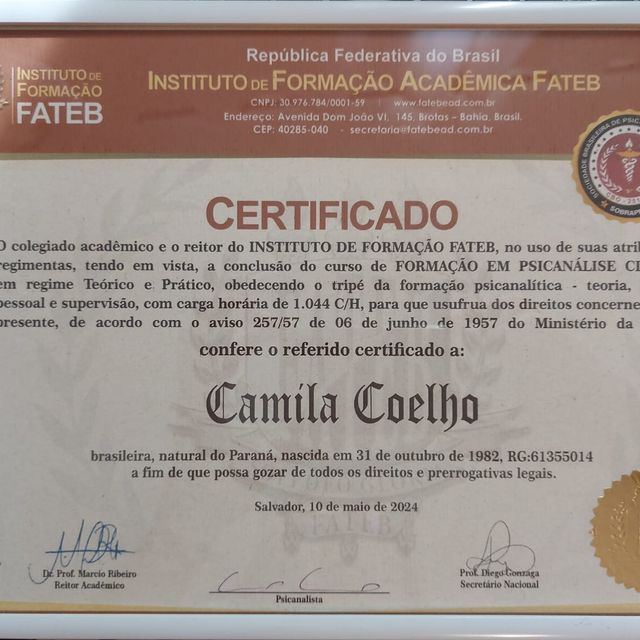 INSTITUTO DE
FORMAÇÃO
FATEB
República Federativa do Brasil
INSTITUTO DE FORMAÇÃO ACADÊMICA FATEB
CNPJ: 30.976.784/0001-59 | www.fatebead.com.br
Endereço: Avenida Dom João VI, 145, Brotas – Bahia, Brasil.
CEP: 40285-040 - secretaria@fatebead.com.br
SOCIEDADE BRASILEIRA DE PSIC
CERTIFICADO
O colegiado acadêmico e o reitor do INSTITUTO DE FORMAÇÃO FATEB, no uso de suas atrib
regimentas, tendo em vista, a conclusão do curso de FORMAÇÃO EM PSICANÁLISE CL
em regime Teórico e Prático, obedecendo o tripé da formação psicanalítica - teoria,
pessoal e supervisão, com carga horária de 1.044 C/H, para que usufrua dos direitos concerne
presente, de acordo com o aviso 257/57 de 06 de junho de 1957 do Ministério da
confere o referido certificado a:
Camila Coelho
brasileira, natural do Paraná, nascida em 31 de outubro de 1982, RG:61355014
a fim de que possa gozar de todos os direitos e prerrogativas legais.
Salvador, 10 de maio de 2024
FATEB
Dr. Prof. Marcio Ribeiro
Reitor Acadêmico
Psicanalista
Prof. Diego Gonzaga
Secretário Nacional